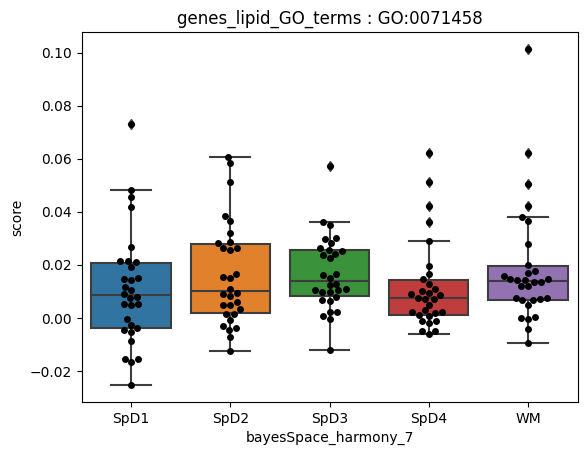 genes_lipid_GO_terms : GO:0071458
0.10
0.08
0.06
0.04
0.02
0.00
−0.02
score
SpD1 SpD2 SpD3 SpD4 WM
bayesSpace_harmony_7